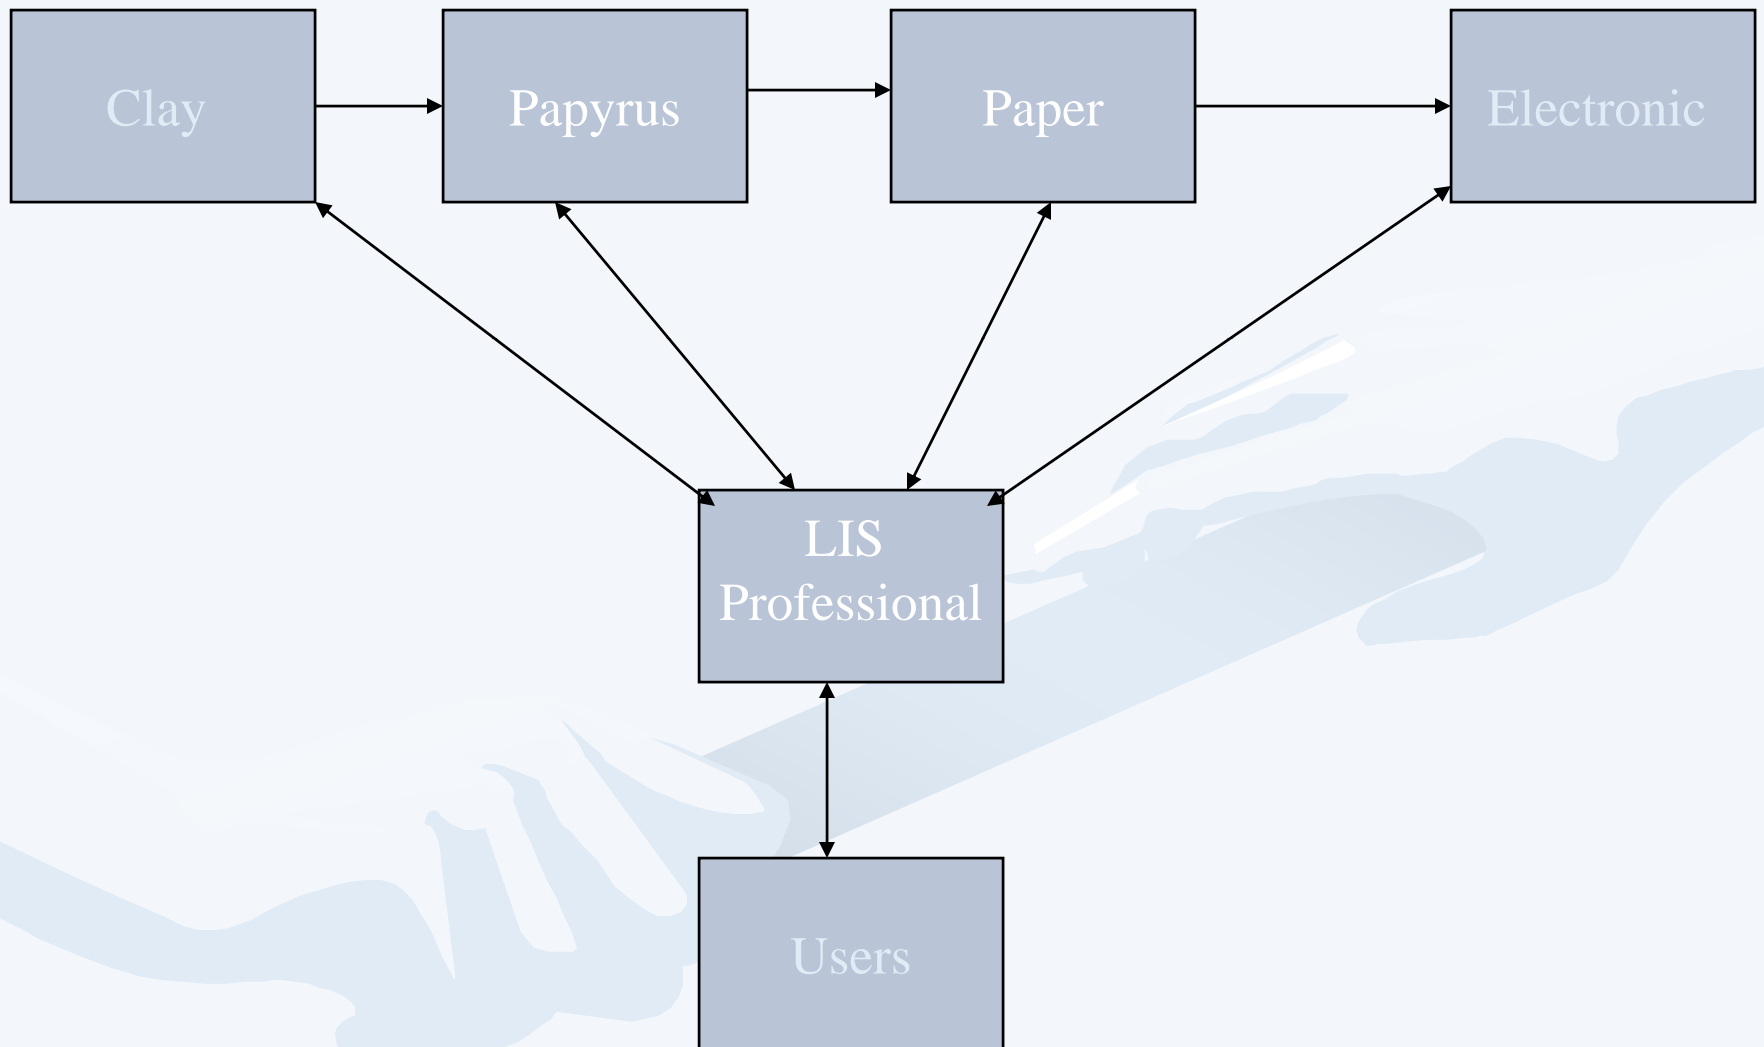 Clay
Papyrus
Paper
Electronic
LIS
Professional
Users